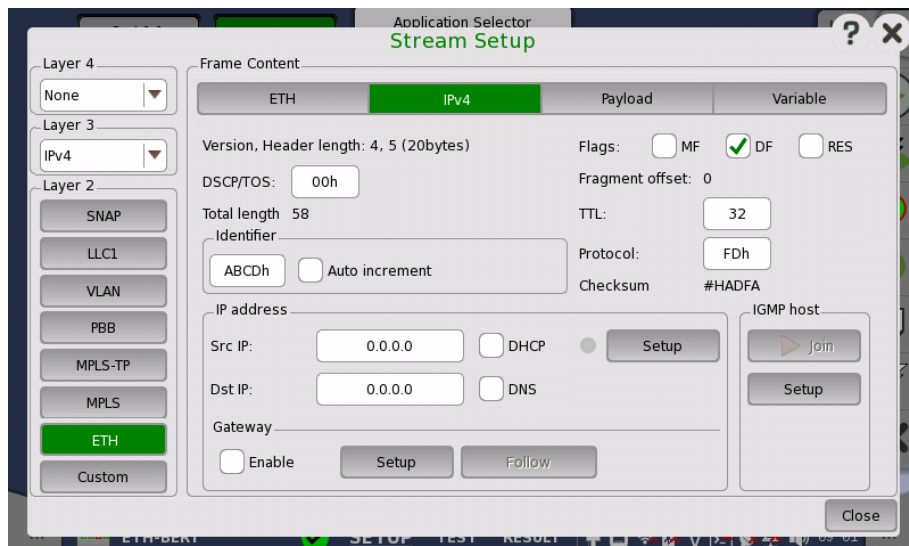 Application Selector
Stream Setup
?
Layer 4
None
Layer 3
IPv4
Layer 2
SNAP
LLC1
VLAN
PBB
MPLS-TP
MPLS
ETH
Custom
Frame Content
ETH IPv4 Payload Variable
Version, Header length: 4, 5 (20bytes)
DSCP/TOS: 00h
Total length 58
Identifier
ABCDh Auto increment
Flags: MF DF RES
Fragment offset: 0
TTL: 32
Protocol: FDh
Checksum #HADFA
IP address
Src IP: 0.0.0.0 DHCP Setup
Dst IP: 0.0.0.0 DNS
Gateway
Enable Setup Follow
IGMP host
Join
Setup
Close
ETH-BERT SETUP TEST RESULT